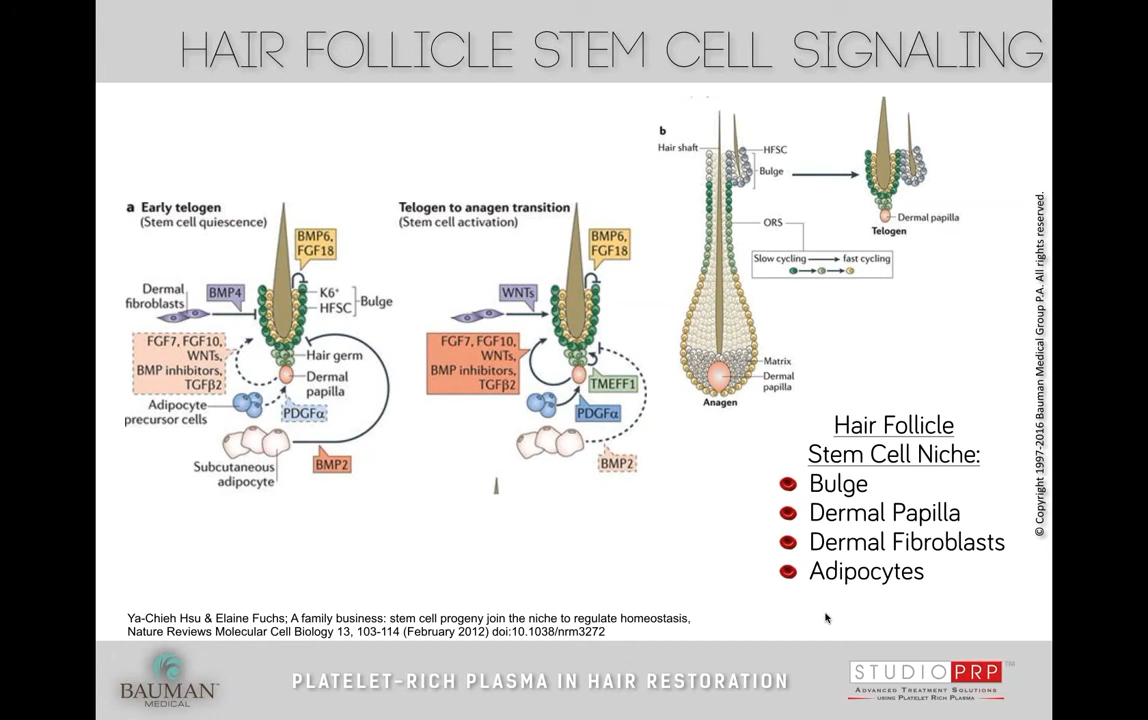 HAIR FOLLICLE STEM CELL SIGNALING
a Early telogen
(Stem cell quiescence)
BMP6,
FGF18
Dermal
fibroblasts
BMP4
K6⁺
HFSC
Bulge
FGF7, FGF10,
WNTs,
BMP inhibitors,
TGFβ2
Hair germ
Dermal
papilla
Adipocyte
precursor cells
PDGFα
Subcutaneous
adipocyte
BMP2
Telogen to anagen transition
(Stem cell activation)
BMP6,
FGF18
WNTs
FGF7, FGF10,
WNTs,
BMP inhibitors,
TGFβ2
TMEFF1
PDGFα
BMP2
b
Hair shaft
HFSC
Bulge
ORS
Slow cycling
fast cycling
Matrix
Dermal
papilla
Anagen
Dermal papilla
Telogen
Hair Follicle
Stem Cell Niche:
Bulge
Dermal Papilla
Dermal Fibroblasts
Adipocytes
© Copyright 1997-2016 Bauman Medical Group P.A. All rights reserved.
Ya-Chieh Hsu & Elaine Fuchs; A family business: stem cell progeny join the niche to regulate homeostasis,
Nature Reviews Molecular Cell Biology 13, 103-114 (February 2012) doi:10.1038/nrm3272
BAUMAN™
MEDICAL
PLATELET-RICH PLASMA IN HAIR RESTORATION
STUDIO PRP™
ADVANCED TREATMENT SOLUTIONS
USING PLATELET RICH PLASMA